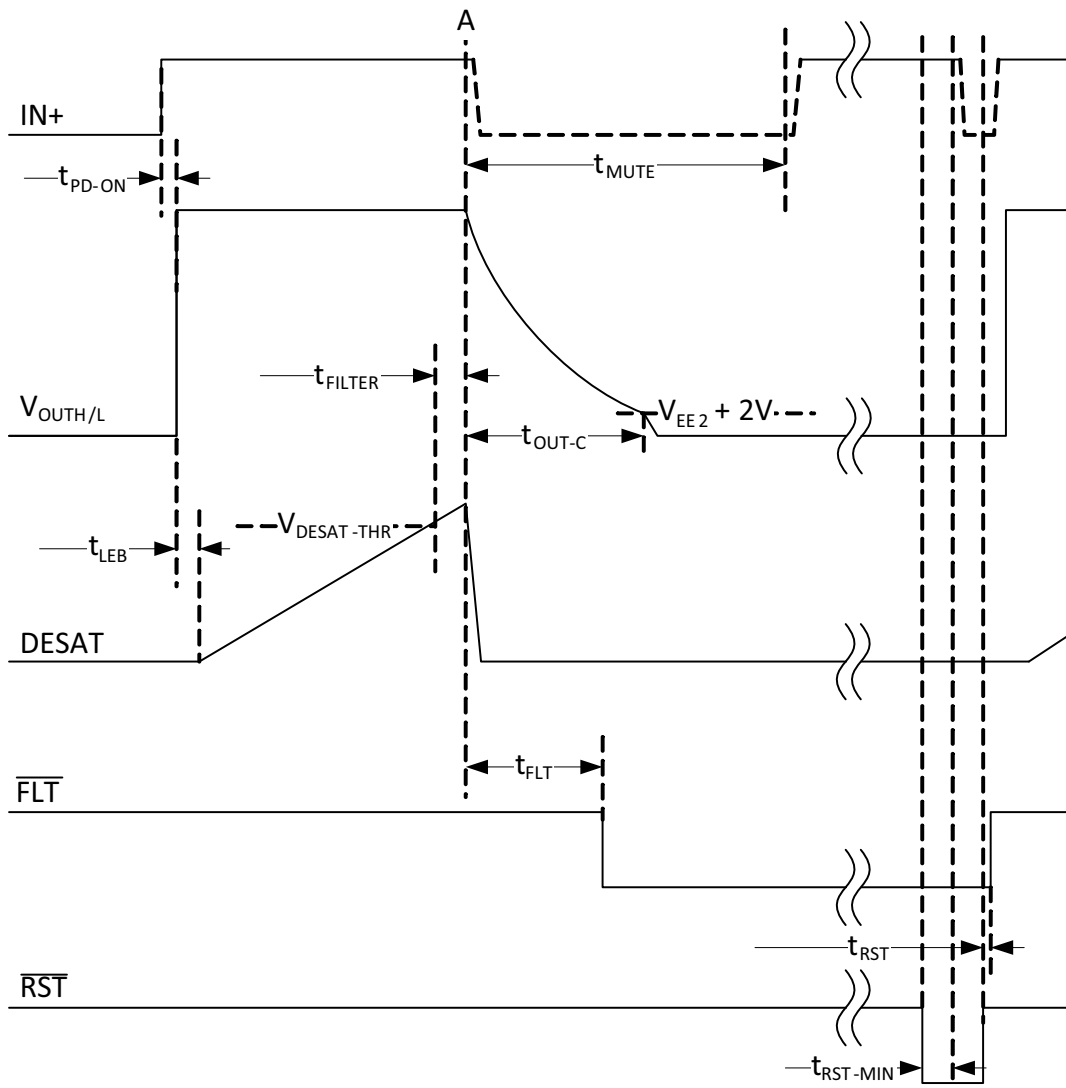 A
IN+
tPD-ON
tMUTE
tFILTER
VOUTH/L
VEE2 + 2V
tOUT-C
VDESAT-THR
tLEB
DESAT
tFLT
FLT
tRST
RST
tRST-MIN